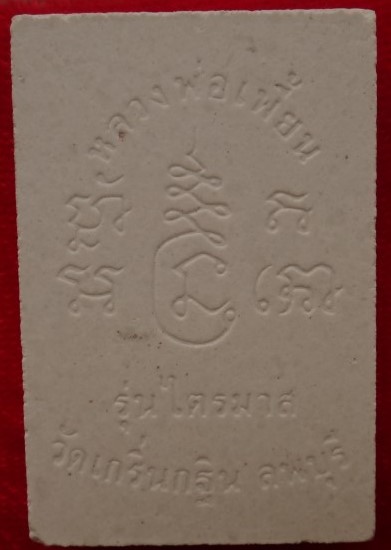 หลวงพ่อเพี้ยน
รุ่นไตรมาส
วัดเกริ่นกฐิน ลพบุรี